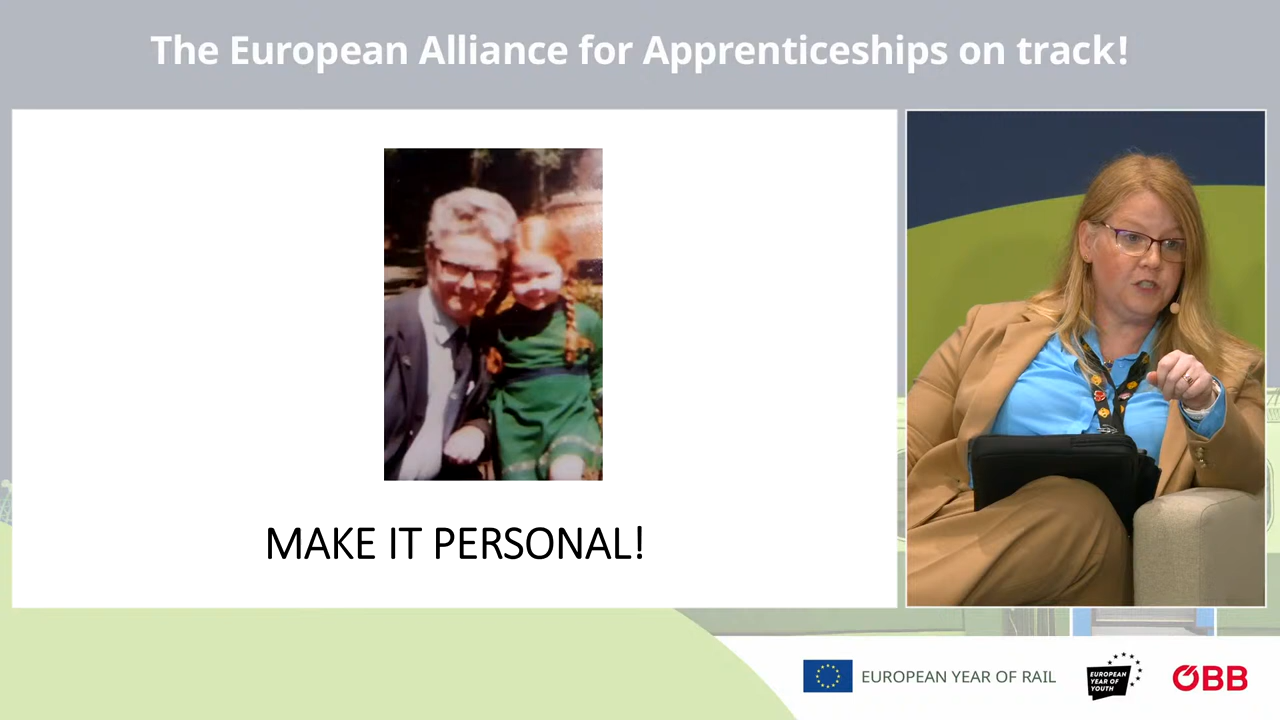 The European Alliance for Apprenticeships on track!
MAKE IT PERSONAL!
EUROPEAN YEAR OF RAIL
EUROPEAN
YEAR OF
YOUTH
ÖBB